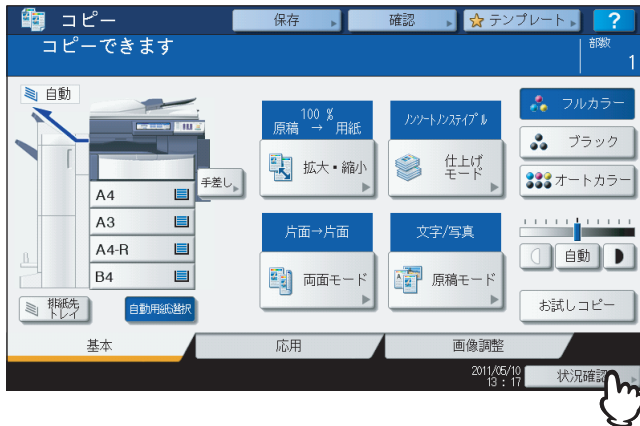 コピー
保存
確認
テンプレート
?
コピーできます
部数
1
自動
A4
A3
A4-R
B4
手差し
排紙先
トレイ
自動用紙選択
100 %
原稿 → 用紙
拡大・縮小
ノンソートノンステイプル
仕上げ
モード
片面→片面
両面モード
文字/写真
原稿モード
フルカラー
ブラック
オートカラー
自動
お試しコピー
基本
応用
画像調整
2011/05/10
13 : 17
状況確認